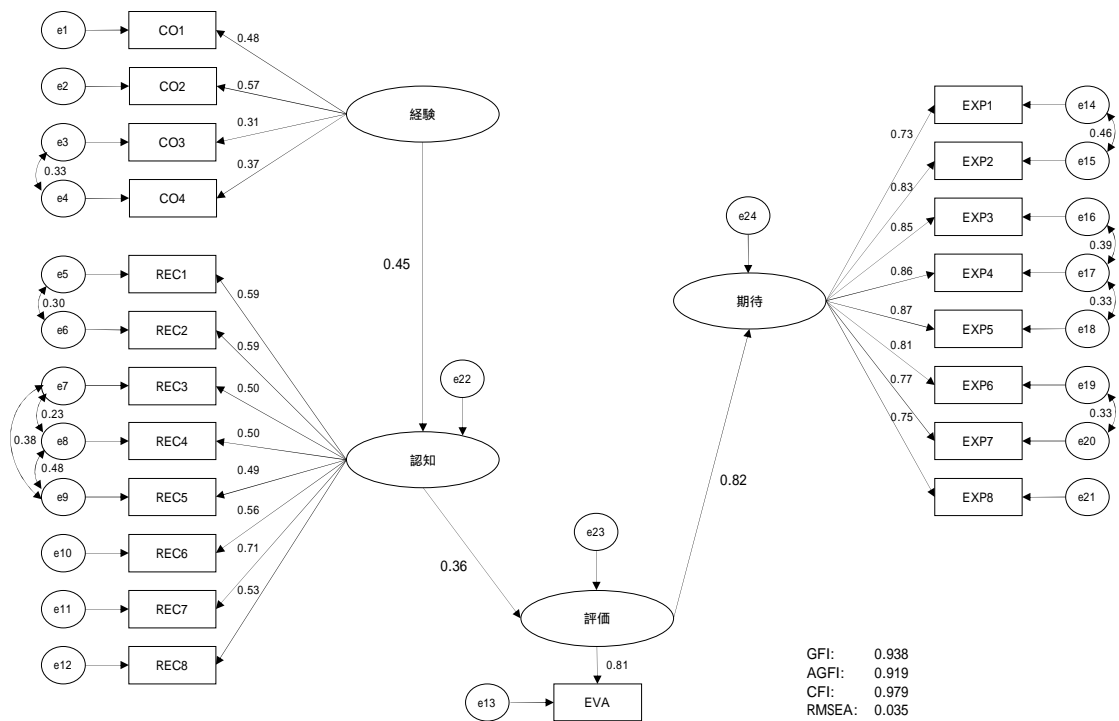 e1
CO1
0.48
e2
CO2
0.57
経験
e3
CO3
0.31
0.33
e4
CO4
0.37
0.45
e5
REC1
0.59
0.30
e6
REC2
0.59
e7
REC3
0.50
0.23
0.38
e8
REC4
0.50
0.48
e9
REC5
0.49
e10
REC6
0.56
e11
REC7
0.71
e12
REC8
0.53
e22
認知
0.36
e23
評価
0.81
e13
EVA
0.82
e24
期待
0.73
EXP1
e14
0.46
0.83
EXP2
e15
0.85
EXP3
e16
0.39
0.86
EXP4
e17
0.33
0.87
EXP5
e18
0.81
EXP6
e19
0.33
0.77
EXP7
e20
0.75
EXP8
e21
GFI: 0.938
AGFI: 0.919
CFI: 0.979
RMSEA: 0.035